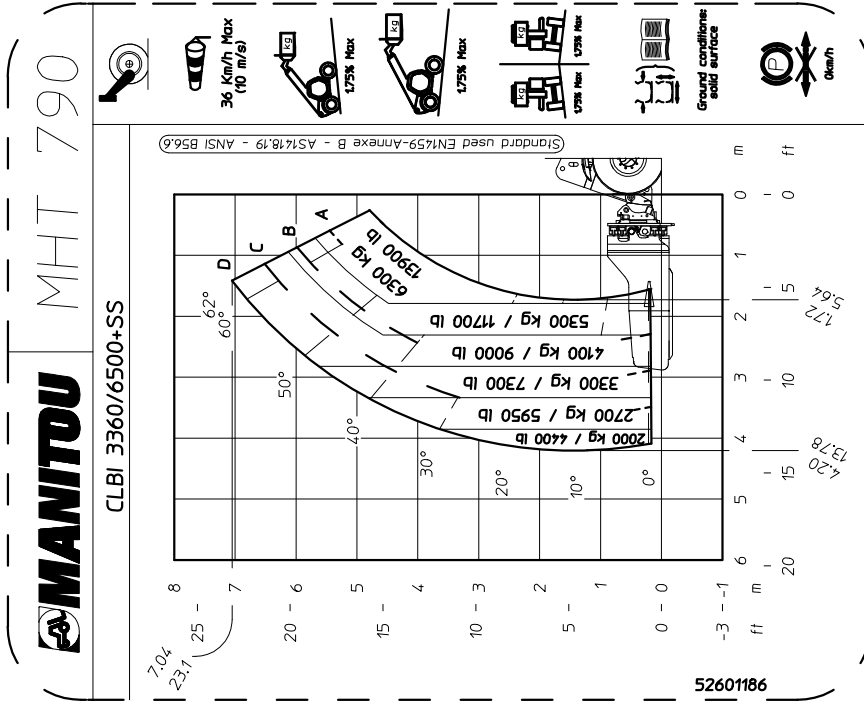 MANITOU
MHT 790
CLBI 3360/6500+SS
36 Km/h Max
(10 m/s)
kg
1.75% Max
kg
1.75% Max
kg
kg
1.75% Max
1.75% Max
Ground conditions:
solid surface
P
0km/h
Standard used EN1459-Annexe B - AS1418.19 - ANSI B56.6
D
C
B
A
62°
60°
50°
40°
30°
20°
10°
0°
6300 kg
13900 lb
5300 kg / 11700 lb
4100 kg / 9000 lb
3300 kg / 7300 lb
2700 kg / 5950 lb
2000 kg / 4400 lb
7.04
23.1
25 -
20 -
15 -
10 -
5 -
0 -
-3 -
ft
8
7
6
5
4
3
2
1
0
-1
m
6
5
4
3
2
1
0
m
20
15
10
5
0
ft
4.20
13.78
1.72
5.64
52601186